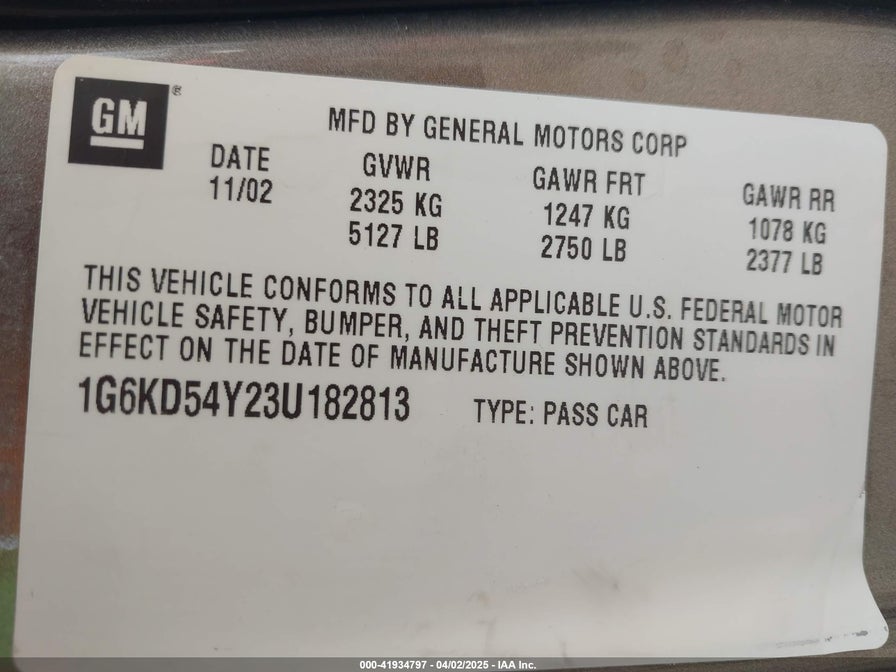 GM®
MFD BY GENERAL MOTORS CORP
DATE GVWR GAWR FRT GAWR RR
11/02 2325 KG 1247 KG 1078 KG
5127 LB 2750 LB 2377 LB
THIS VEHICLE CONFORMS TO ALL APPLICABLE U.S. FEDERAL MOTOR
VEHICLE SAFETY, BUMPER, AND THEFT PREVENTION STANDARDS IN
EFFECT ON THE DATE OF MANUFACTURE SHOWN ABOVE.
1G6KD54Y23U182813 TYPE: PASS CAR
000-41934797 - 04/02/2025 - IAA Inc.